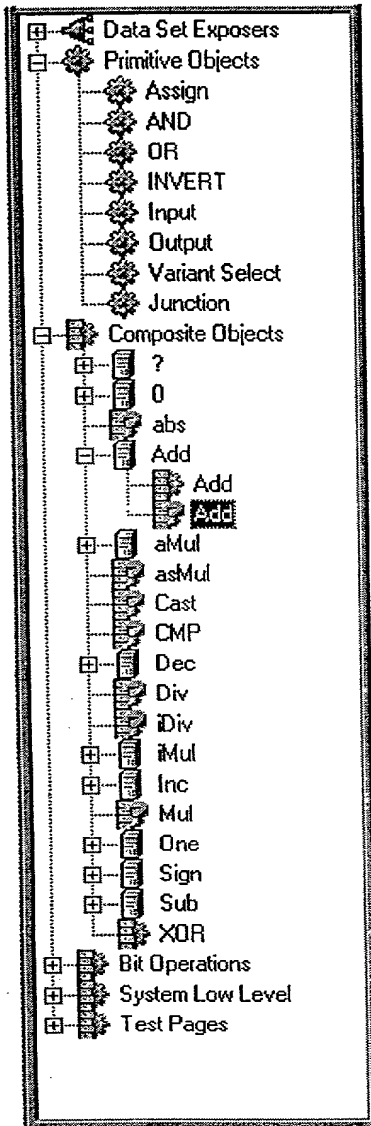 Data Set Exposers
Primitive Objects
Assign
AND
OR
INVERT
Input
Output
Variant Select
Junction
Composite Objects
?
0
abs
Add
Add
Add
aMul
asMul
Cast
CMP
Dec
Div
iDiv
iMul
Inc
Mul
One
Sign
Sub
XOR
Bit Operations
System Low Level
Test Pages